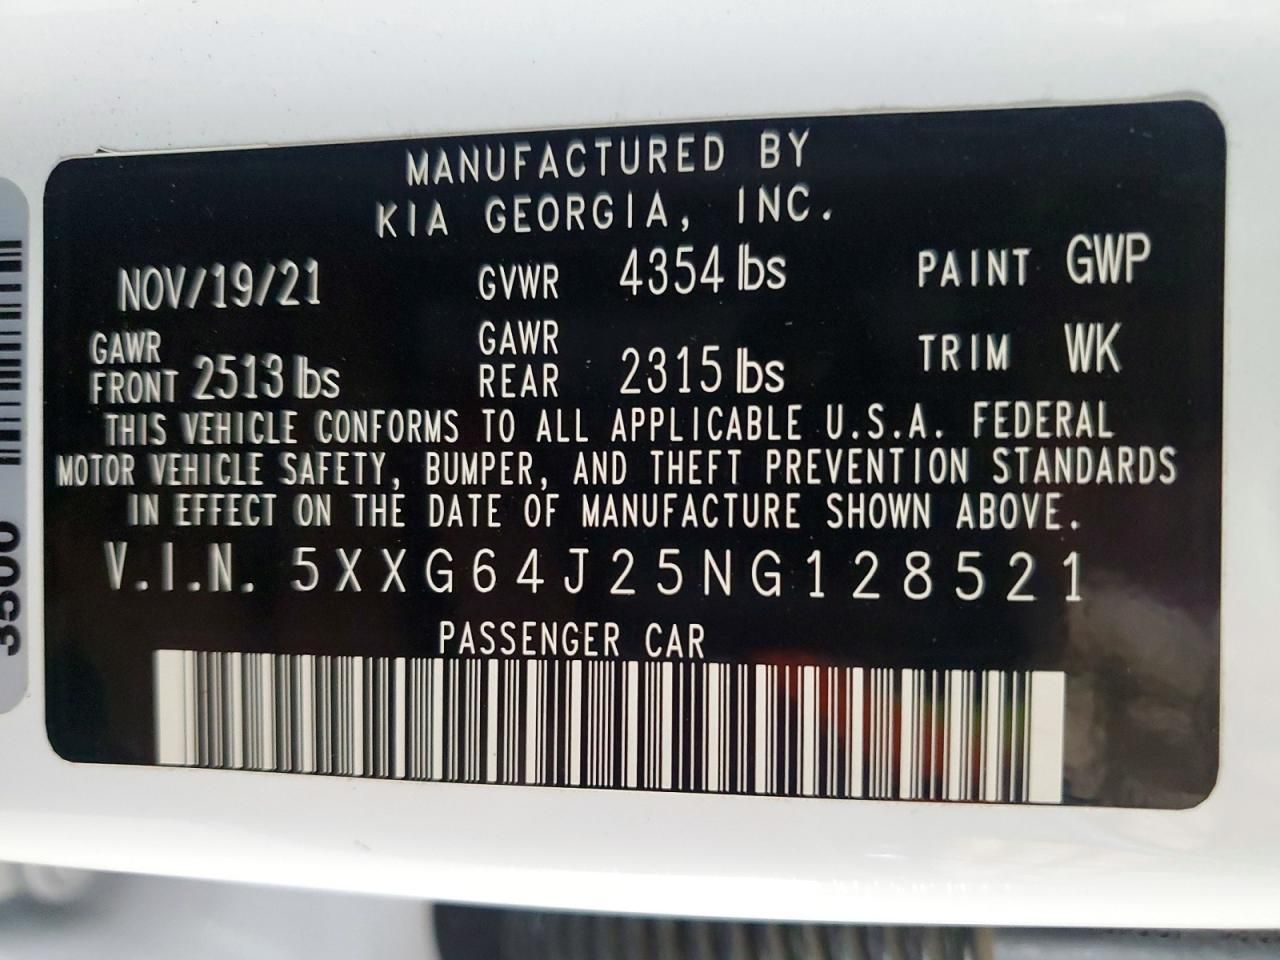 MANUFACTURED BY
KIA GEORGIA, INC.
NOV/19/21 GVWR 4354 lbs PAINT GWP
GAWR FRONT 2513 lbs GAWR REAR 2315 lbs TRIM WK
THIS VEHICLE CONFORMS TO ALL APPLICABLE U.S.A. FEDERAL
MOTOR VEHICLE SAFETY, BUMPER, AND THEFT PREVENTION STANDARDS
IN EFFECT ON THE DATE OF MANUFACTURE SHOWN ABOVE.
V.I.N. 5XXG64J25NG128521
PASSENGER CAR